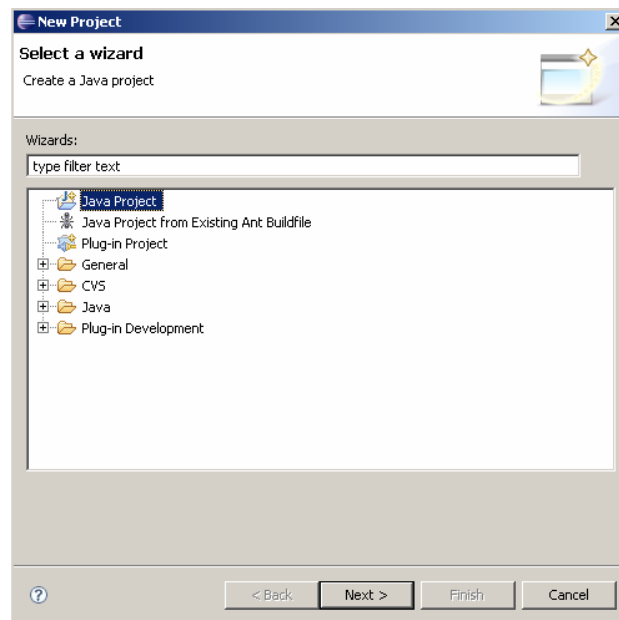 New Project
Select a wizard
Create a Java project
Wizards:
type filter text
Java Project
Java Project from Existing Ant Buildfile
Plug-in Project
General
CVS
Java
Plug-in Development
< Back Next > Finish Cancel